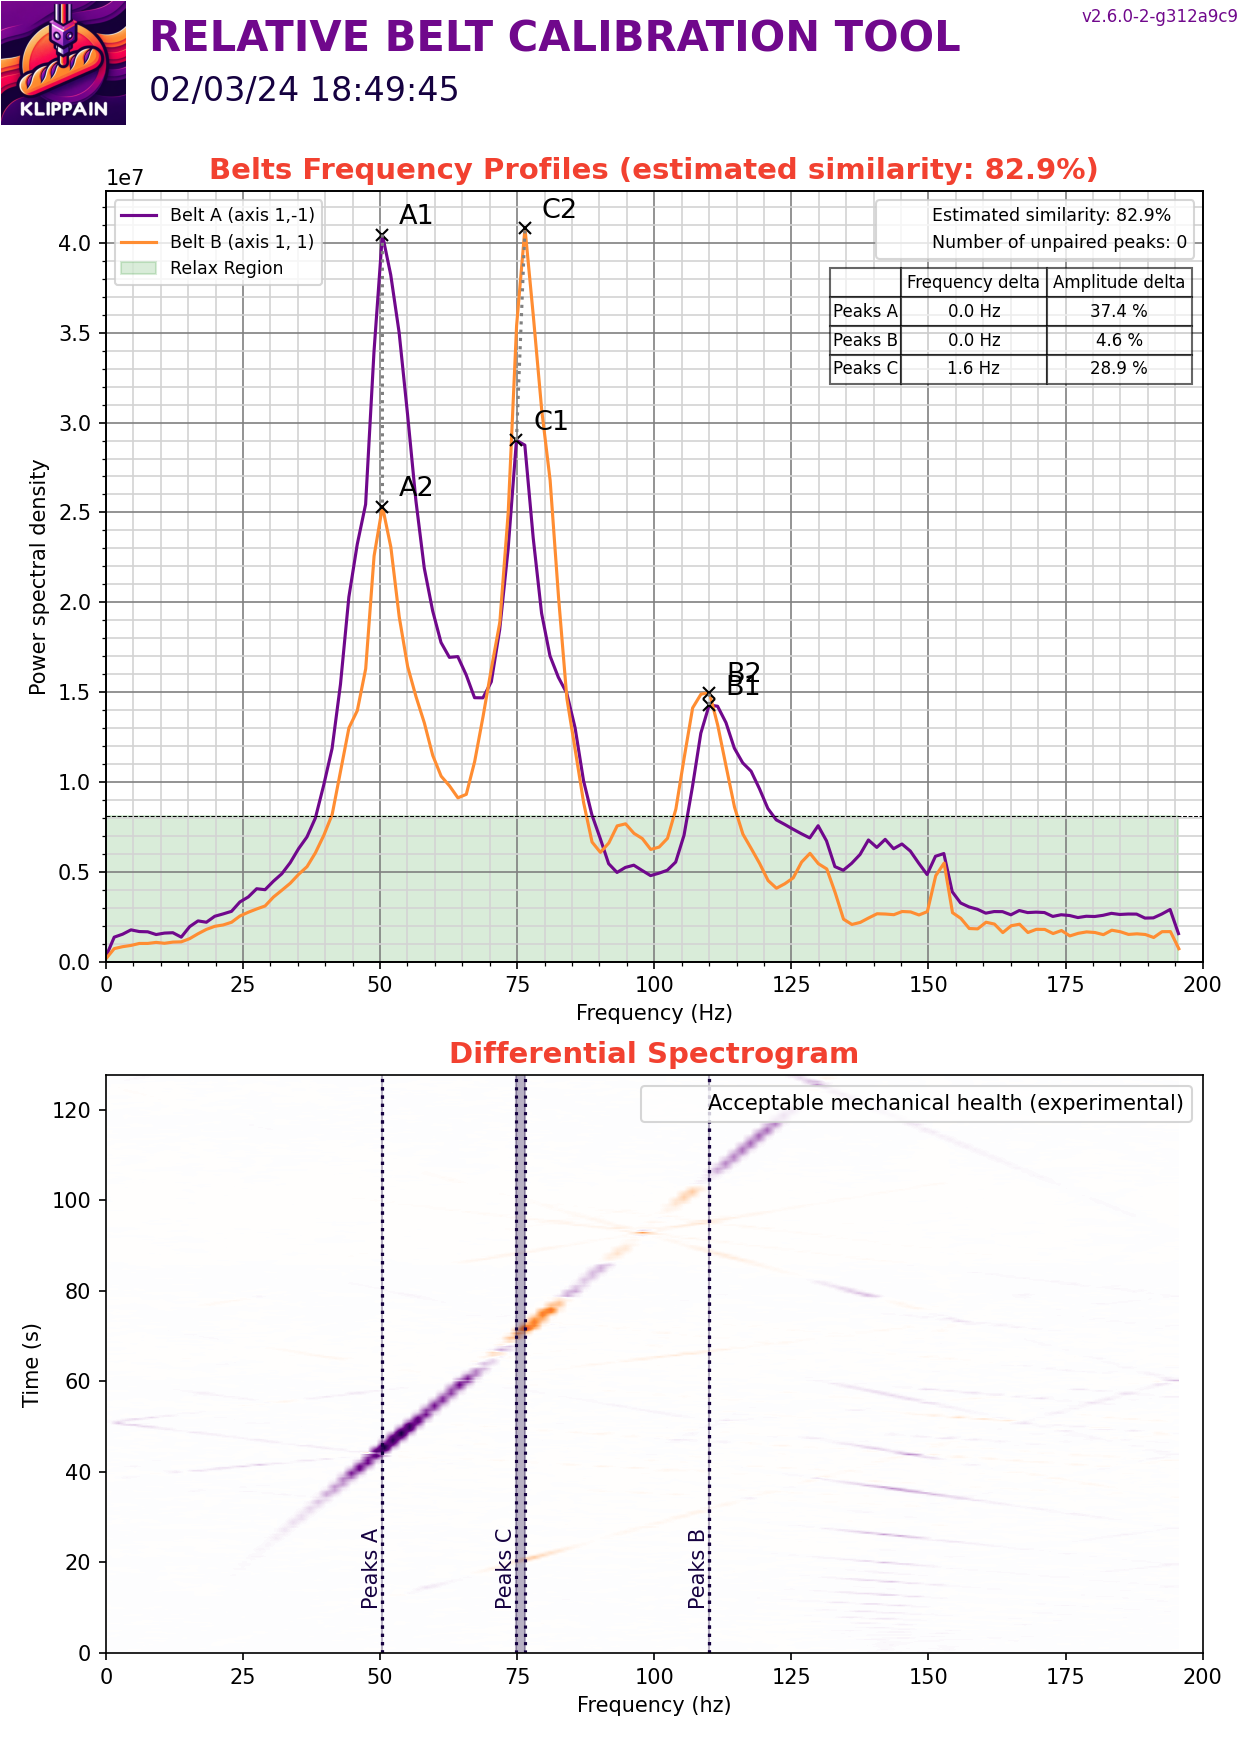 KLIPPAIN
RELATIVE BELT CALIBRATION TOOL
v2.6.0-2-g312a9c9
02/03/24 18:49:45
Belts Frequency Profiles (estimated similarity: 82.9%)
1e7
Belt A (axis 1,-1)
Belt B (axis 1, 1)
Relax Region
Estimated similarity: 82.9%
Number of unpaired peaks: 0
Frequency delta Amplitude delta
Peaks A 0.0 Hz 37.4 %
Peaks B 0.0 Hz 4.6 %
Peaks C 1.6 Hz 28.9 %
A1
C2
C1
A2
B2
B1
Power spectral density
4.0
3.5
3.0
2.5
2.0
1.5
1.0
0.5
0.0
0 25 50 75 100 125 150 175 200
Frequency (Hz)
Differential Spectrogram
Acceptable mechanical health (experimental)
Time (s)
120
100
80
60
40
20
0
Peaks A
Peaks C
Peaks B
0 25 50 75 100 125 150 175 200
Frequency (hz)